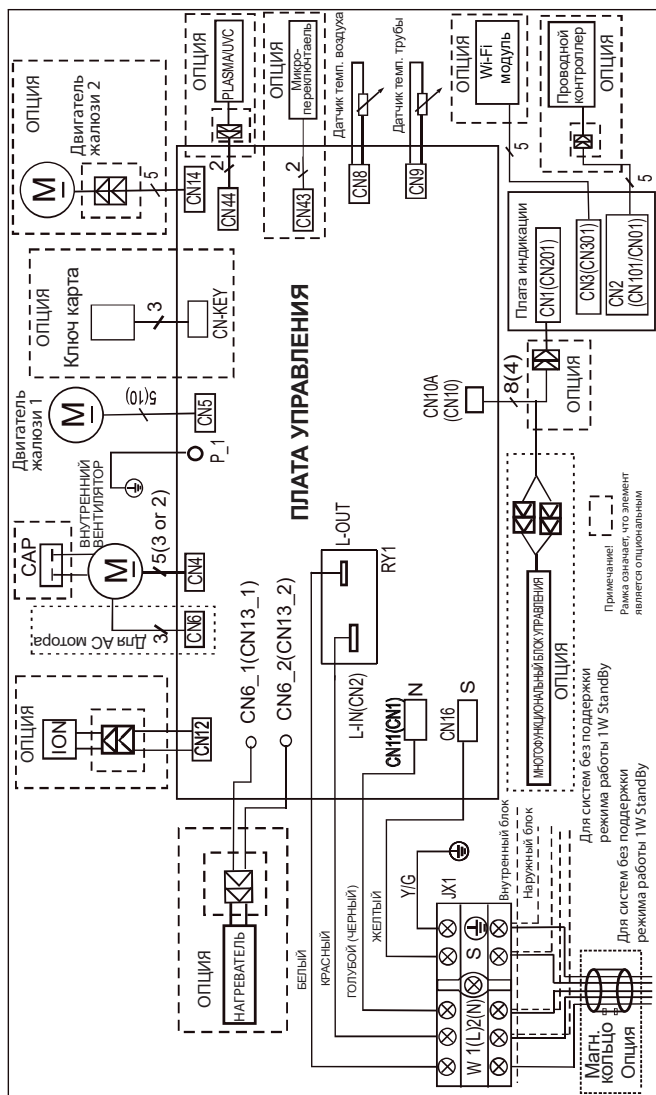 ОПЦИЯ
Двигатель
жалюзи 2
M
5
CN14
ОПЦИЯ
PLASMA/UVC
2
CN44
ОПЦИЯ
Микро-
переключтаель
2
CN43
Датчик темп. воздуха
CN8
Датчик темп. трубы
CN9
ОПЦИЯ
Wi-Fi
модуль
5
Проводной
контроллер
ОПЦИЯ
5
Плата индикации
CN1(CN201)
CN3(CN301)
CN2
(CN101/CN01)
ОПЦИЯ
Ключ карта
3
CN-KEY
Двигатель
жалюзи 1
M
5(10)
CN5
P_1
ВНУТРЕННИЙ
ВЕНТИЛЯТОР
CAP
M
5(3 or 2)
CN4
Для AC мотора
3
CN6
ОПЦИЯ
ION
CN12
ПЛАТА УПРАВЛЕНИЯ
CN10A
(CN10)
8(4)
ОПЦИЯ
L-OUT
RY1
L-IN(CN2)
CN6_1(CN13_1)
CN6_2(CN13_2)
CN11(CN1)
N
CN16
S
ОПЦИЯ
НАГРЕВАТЕЛЬ
БЕЛЫЙ
КРАСНЫЙ
ГОЛУБОЙ (ЧЕРНЫЙ)
ЖЕЛТЫЙ
Y/G
JX1
W 1(L)2(N)
S
Внутренный блок
Наружный блок
МНОГОФУНКЦИОНАЛЬНЫЙ БЛОК УПРАВЛЕНИЯ
ОПЦИЯ
Примечание!
Рамка означает, что элемент
является опциональным
Для систем без поддержки
режима работы 1W StandBy
Для систем без поддержки
режима работы 1W StandBy
Магн.
кольцо
Опция